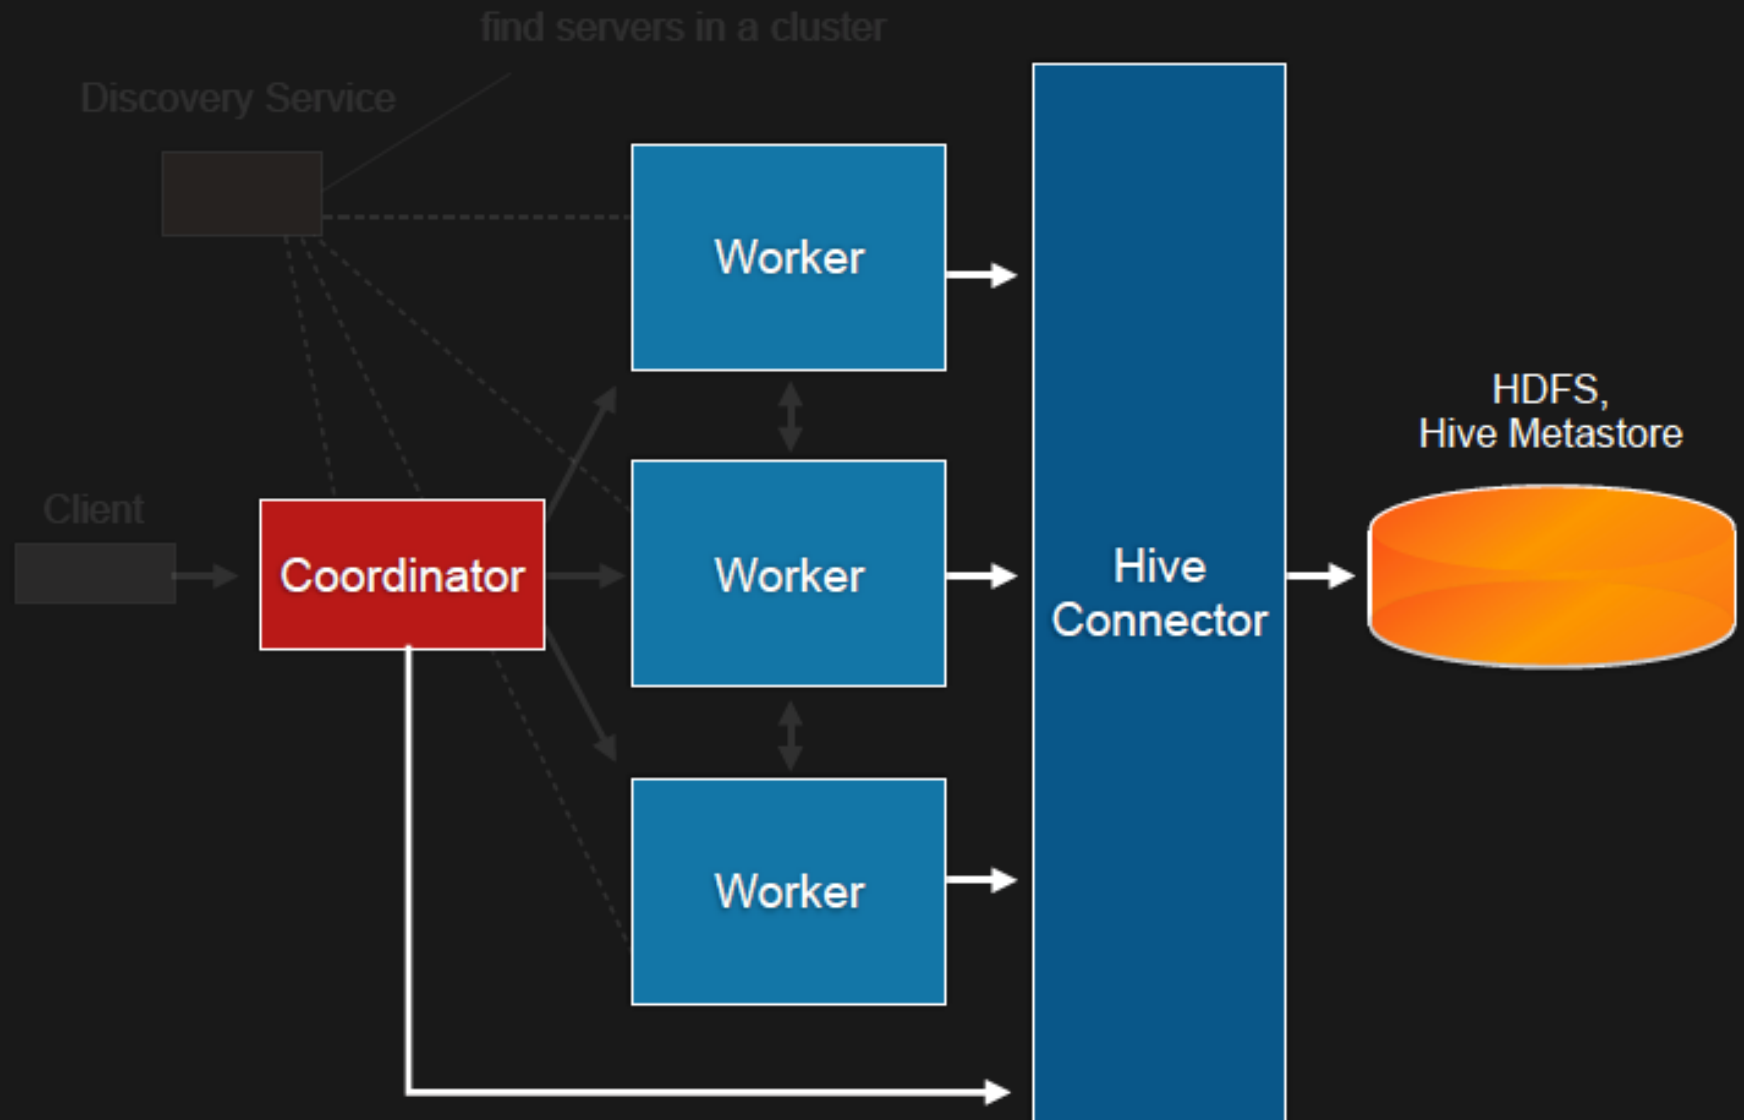 find servers in a cluster
Discovery Service
Worker
HDFS,
Hive Metastore
Client
Coordinator
Worker
Hive
Connector
Worker